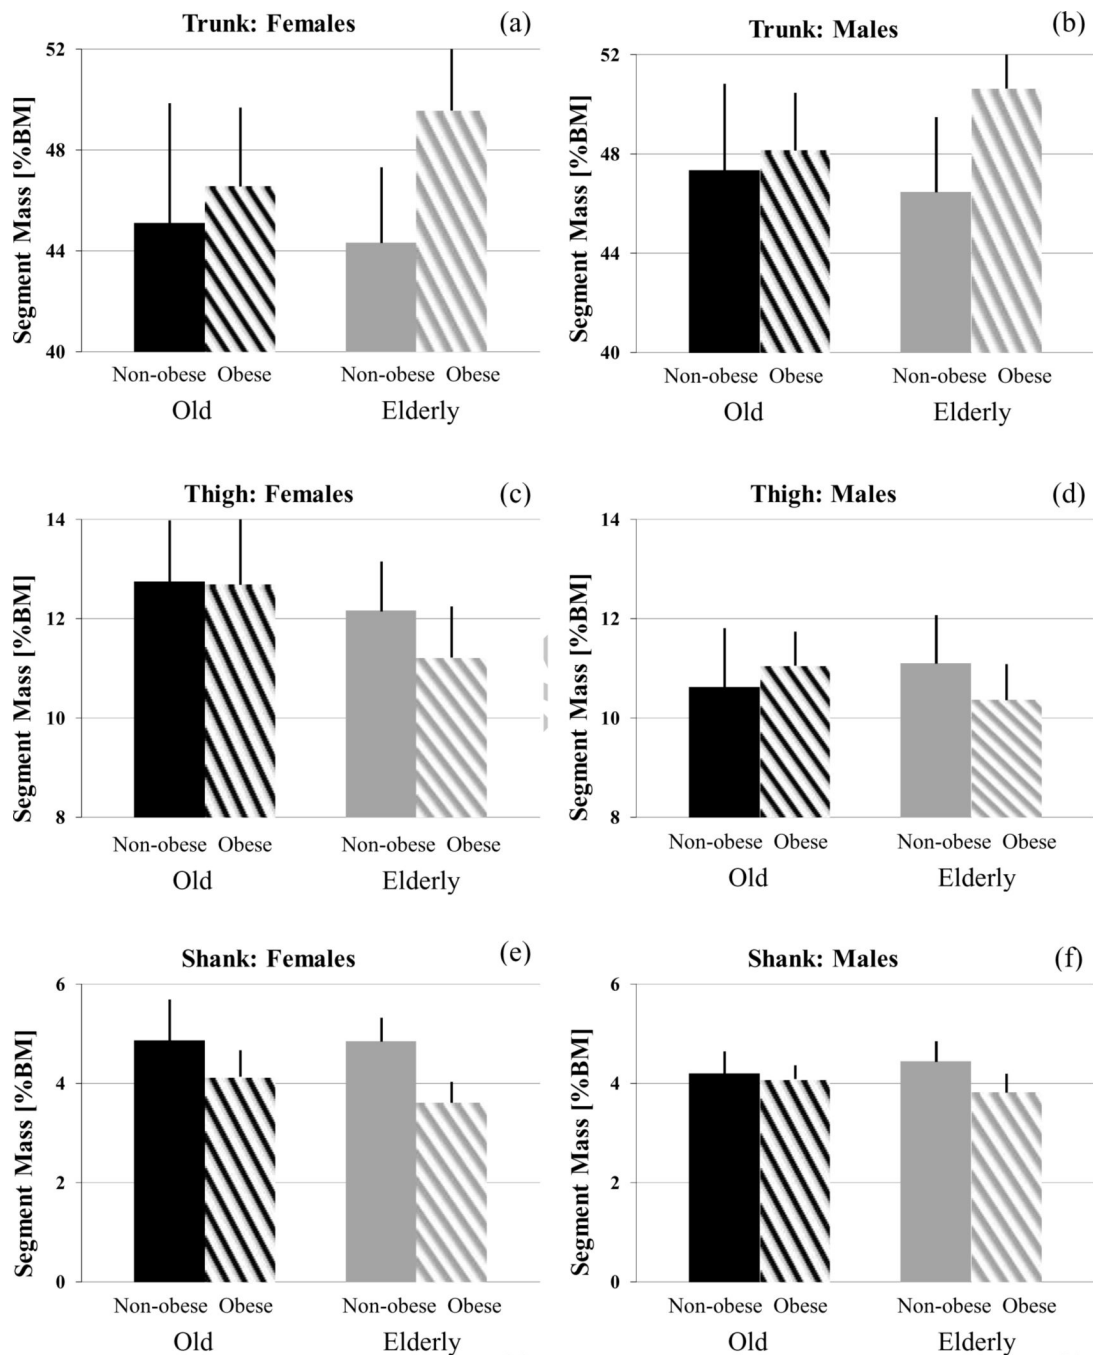 Trunk: Females (a)
Segment Mass [%BM]
52
48
44
40
Non-obese Obese Non-obese Obese
Old Elderly
Trunk: Males (b)
Segment Mass [%BM]
52
48
44
40
Non-obese Obese Non-obese Obese
Old Elderly
Thigh: Females (c)
Segment Mass [%BM]
14
12
10
8
Non-obese Obese Non-obese Obese
Old Elderly
Thigh: Males (d)
Segment Mass [%BM]
14
12
10
8
Non-obese Obese Non-obese Obese
Old Elderly
Shank: Females (e)
Segment Mass [%BM]
6
4
2
0
Non-obese Obese Non-obese Obese
Old Elderly
Shank: Males (f)
Segment Mass [%BM]
6
4
2
0
Non-obese Obese Non-obese Obese
Old Elderly